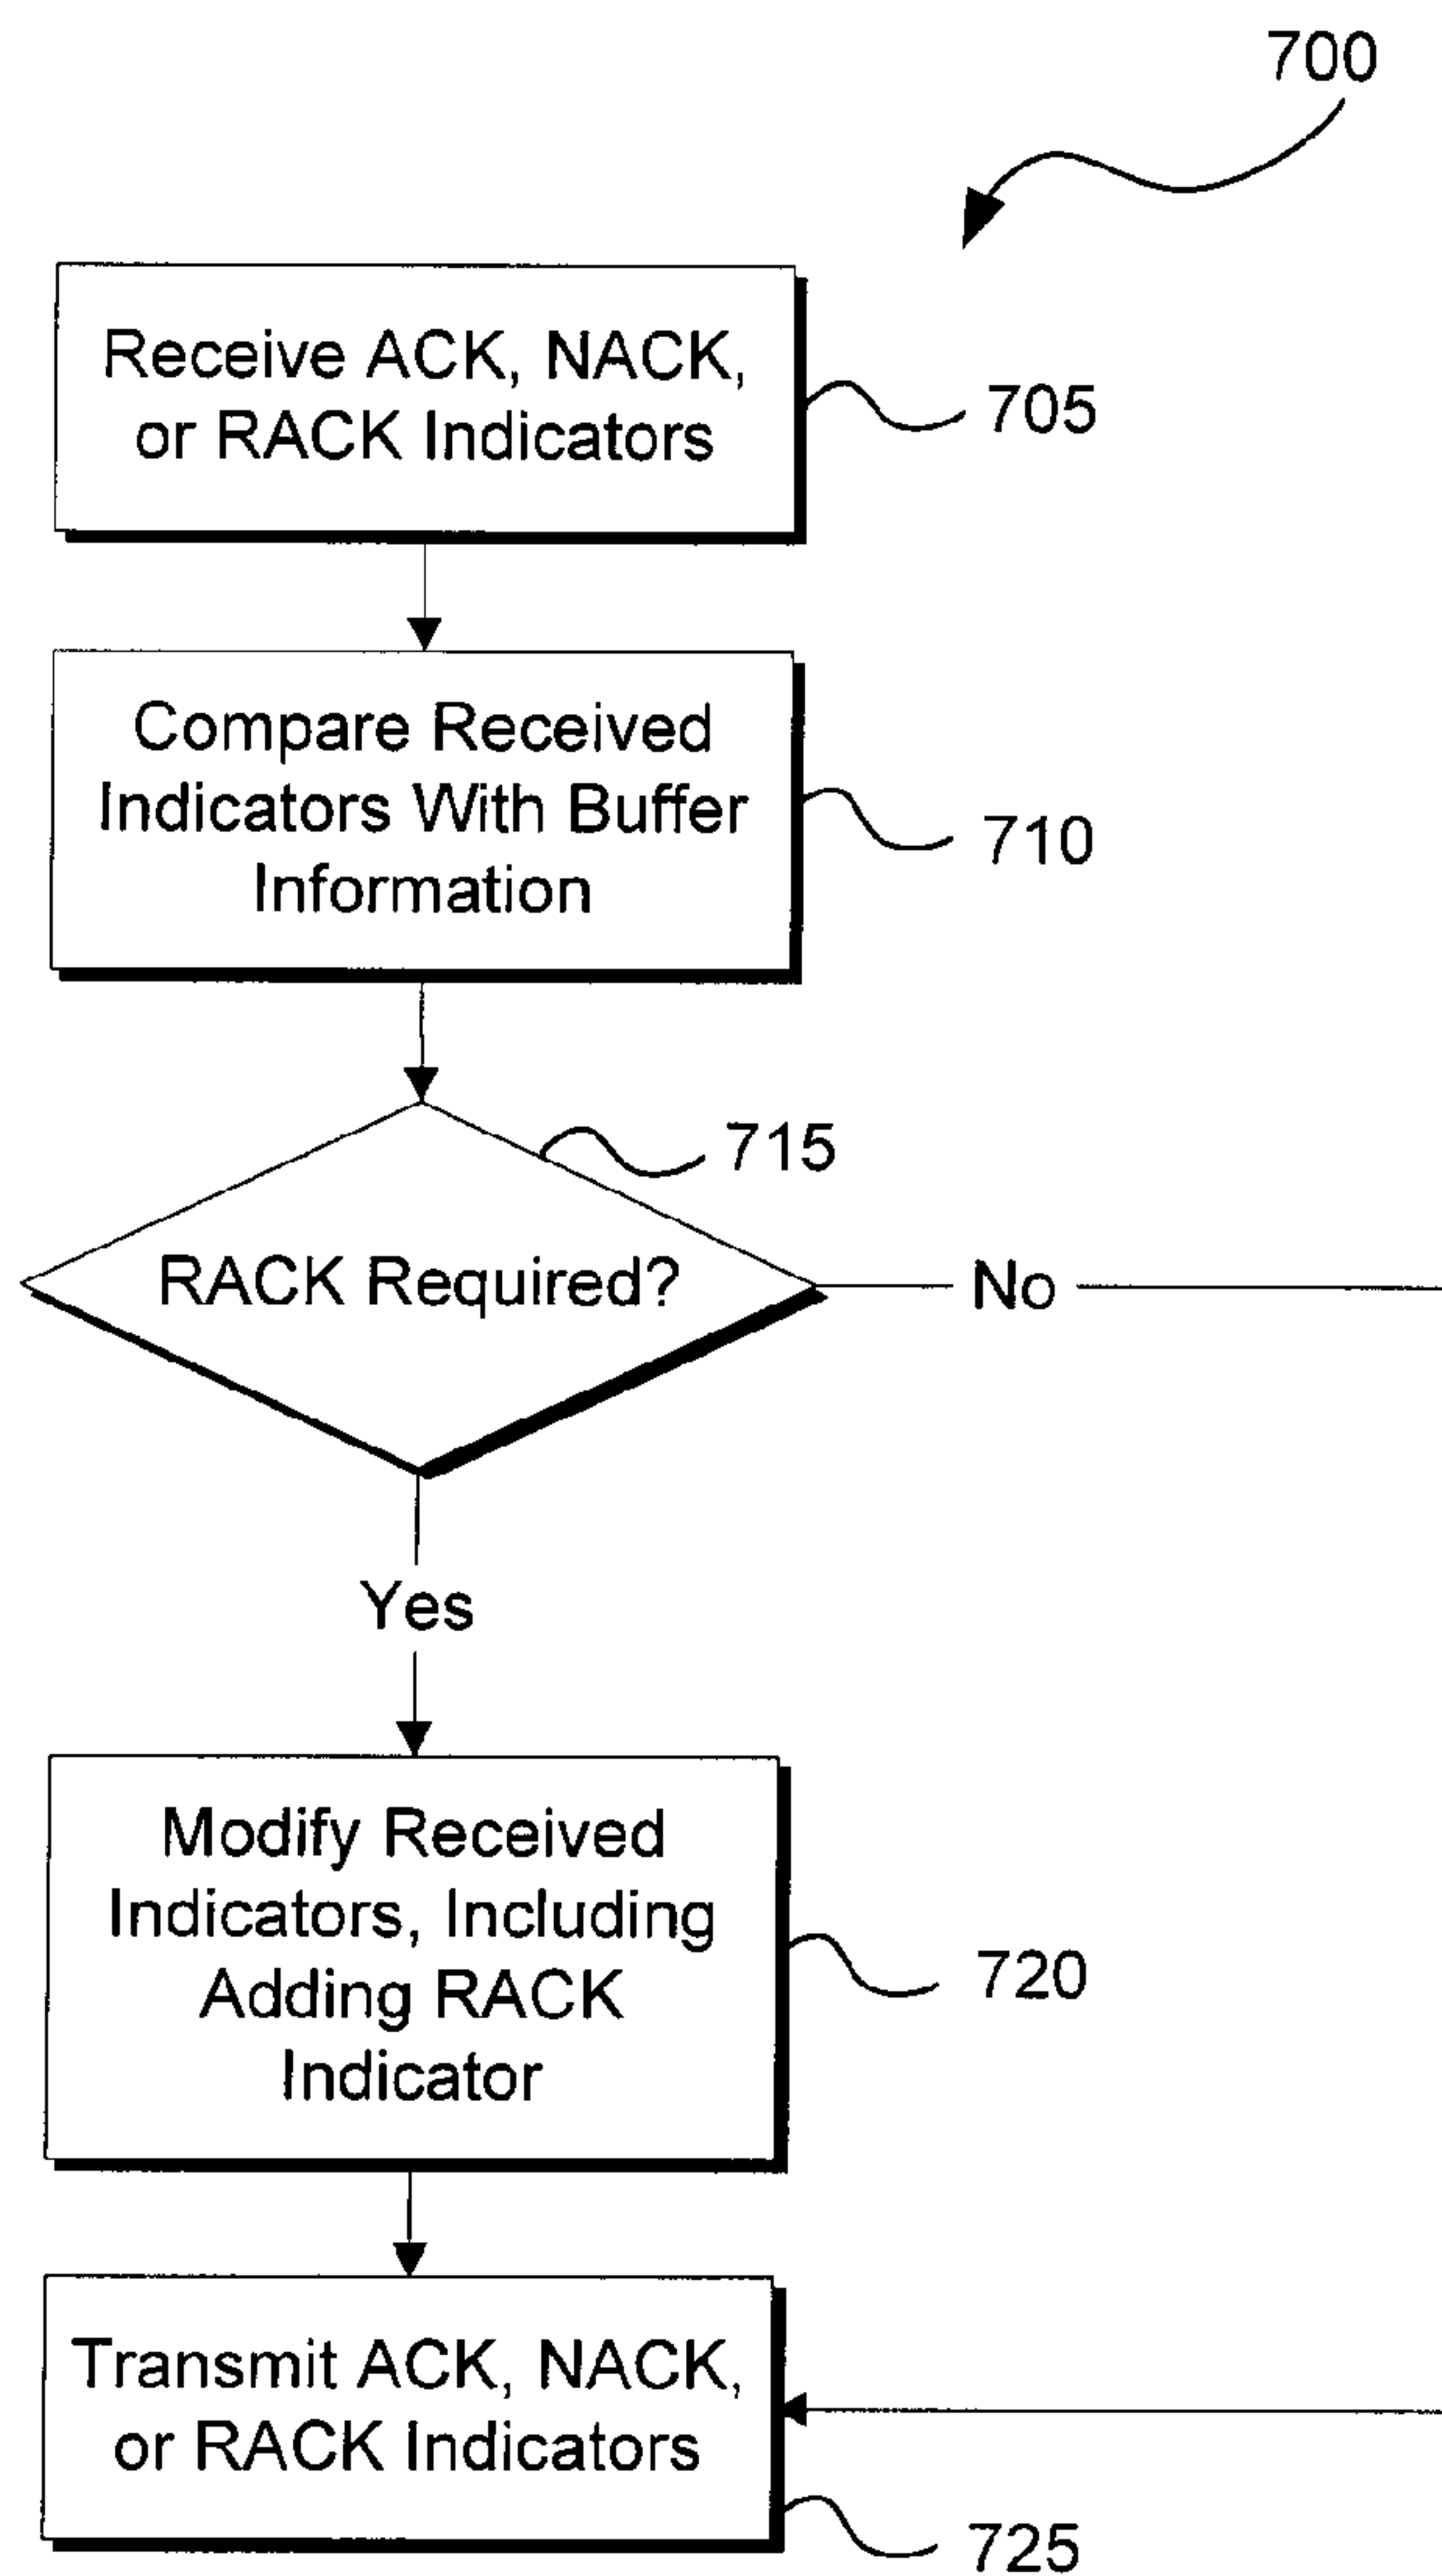 700
Receive ACK, NACK,
or RACK Indicators
705
Compare Received
Indicators With Buffer
Information
710
715
RACK Required?
No
Yes
Modify Received
Indicators, Including
Adding RACK
Indicator
720
Transmit ACK, NACK,
or RACK Indicators
725